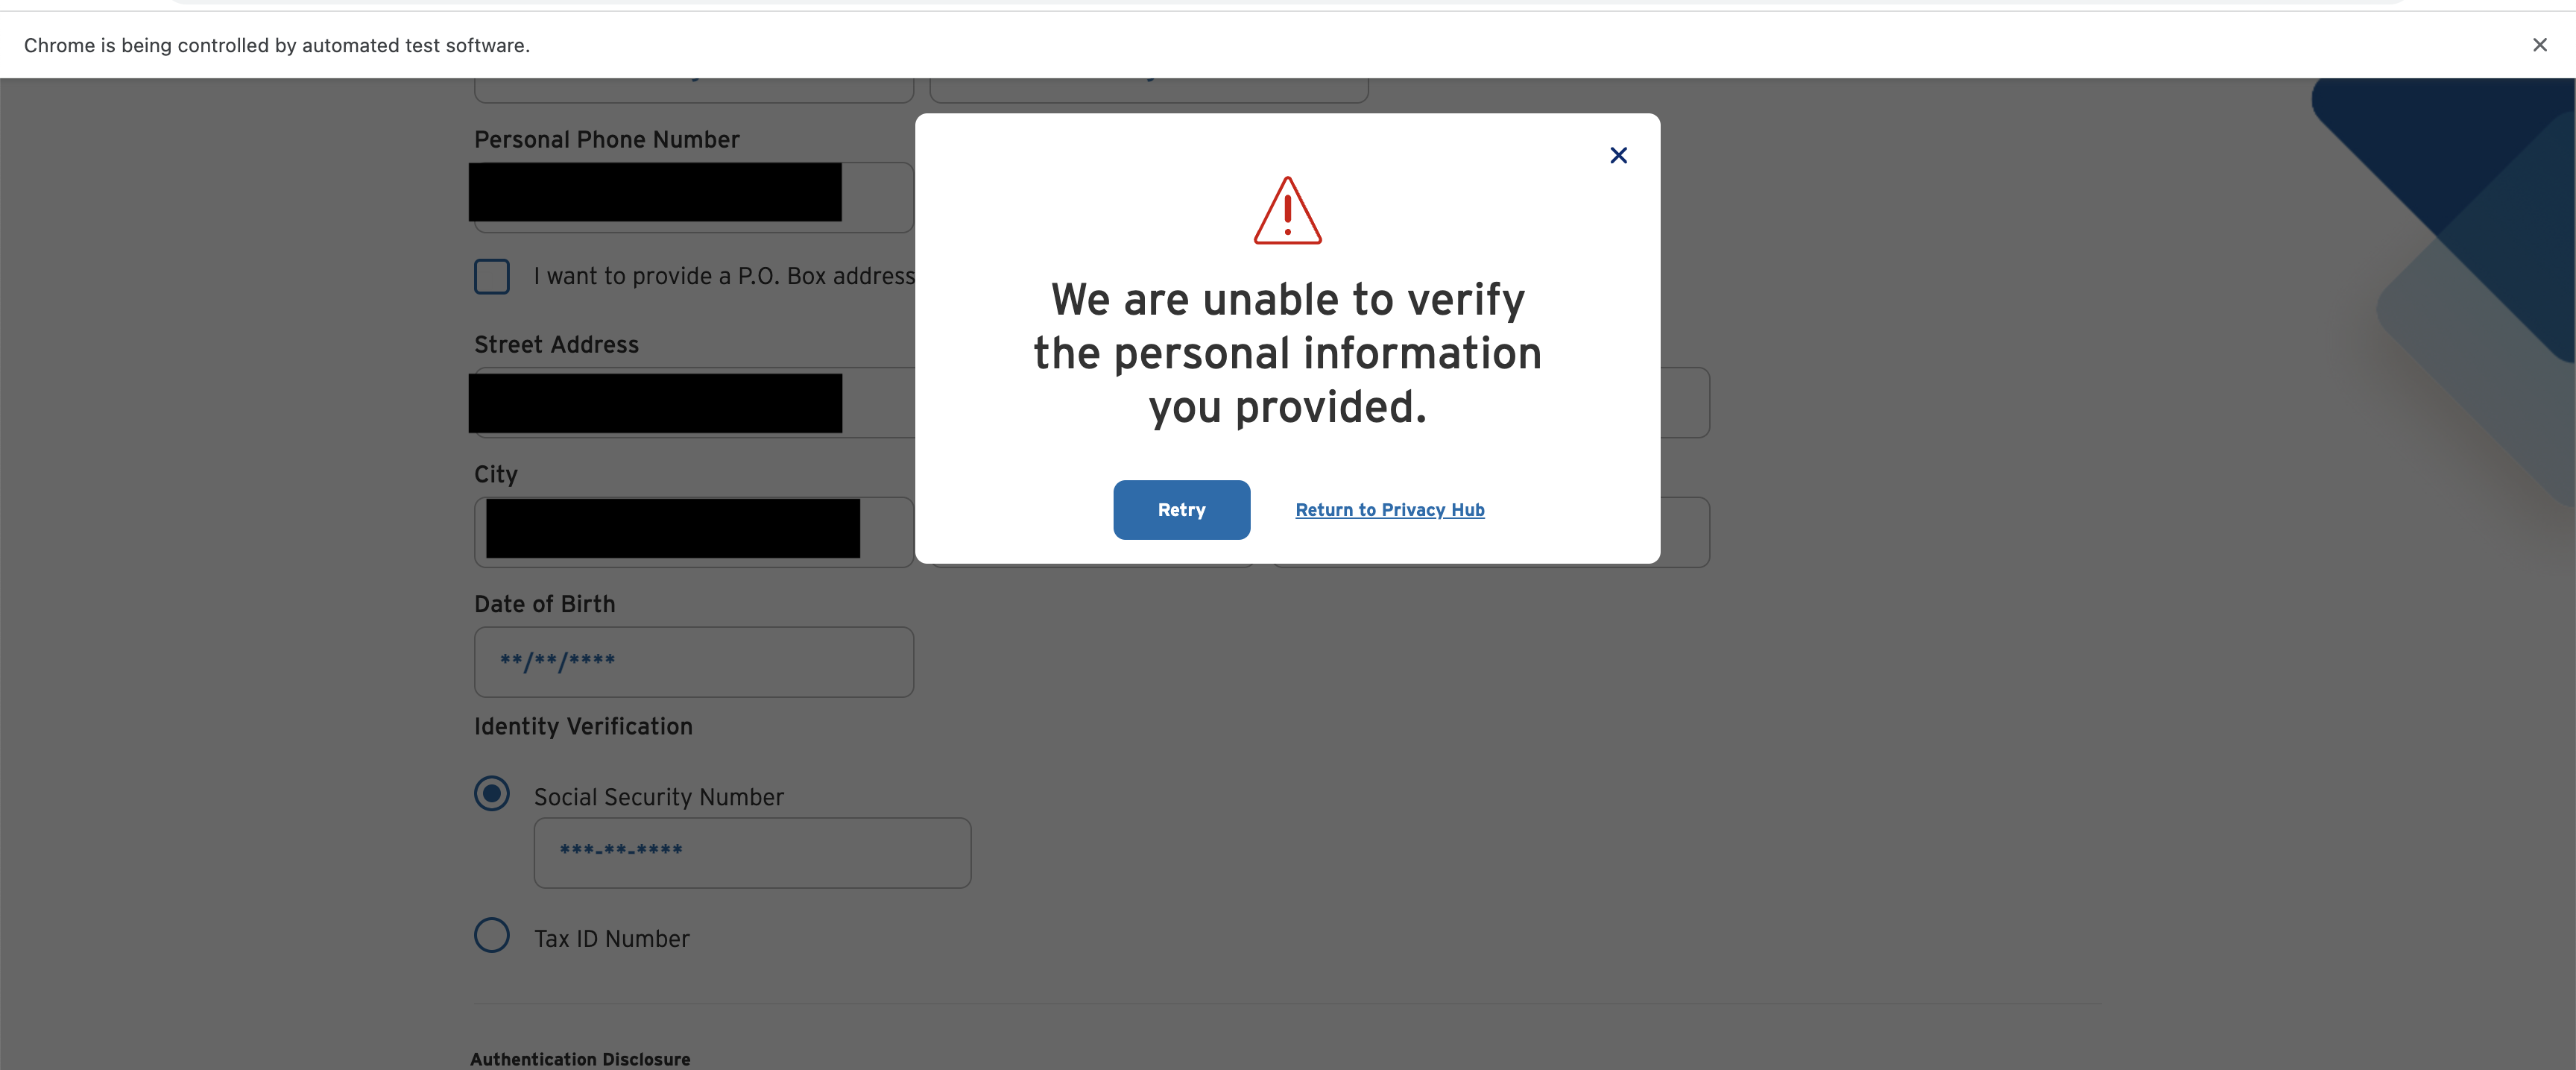 Chrome is being controlled by automated test software.
Personal Phone Number
I want to provide a P.O. Box address
Street Address
City
Date of Birth
**/**/****
Identity Verification
Social Security Number
***-**-****
Tax ID Number
Authentication Disclosure
We are unable to verify
the personal information
you provided.
Retry
Return to Privacy Hub